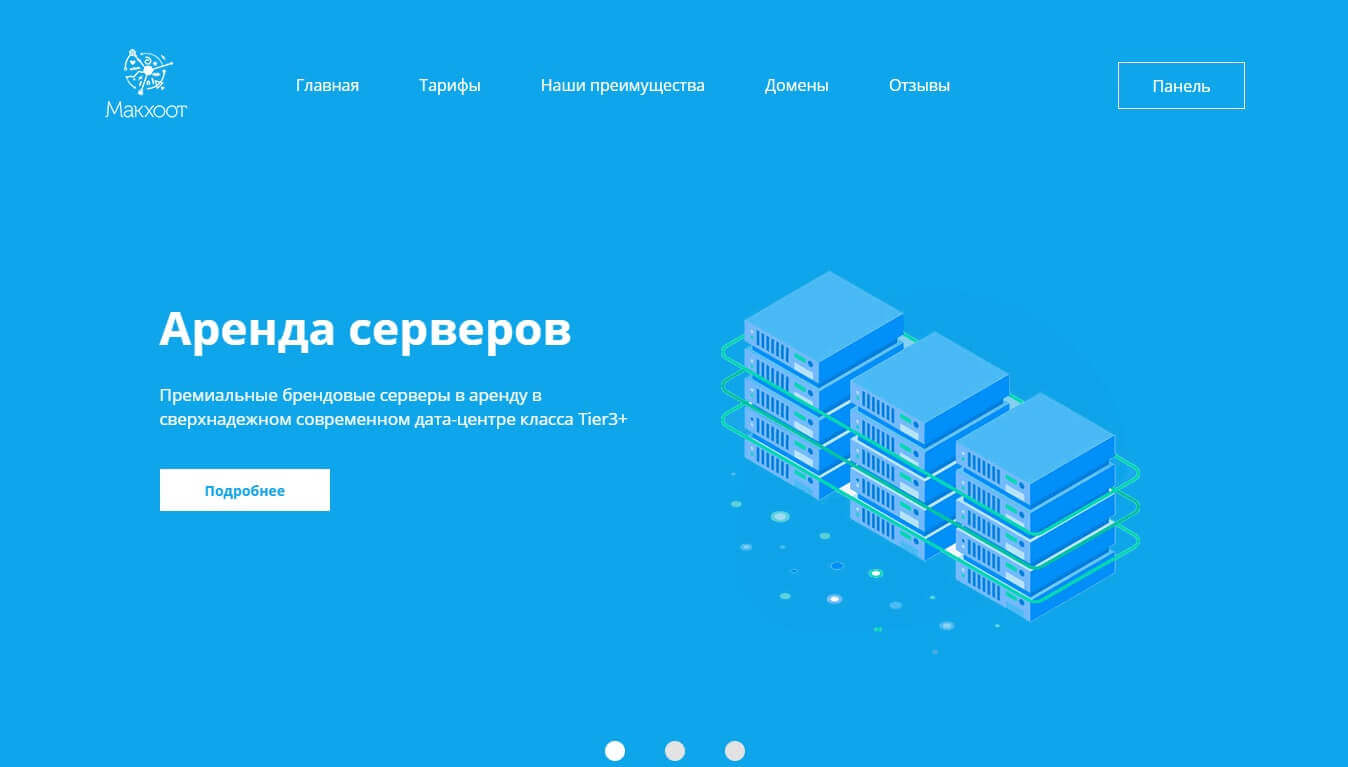 Макхоот
Главная
Тарифы
Наши преимущества
Домены
Отзывы
Панель
Аренда серверов
Премиальные брендовые серверы в аренду в
сверхнадежном современном дата-центре класса Tier3+
Подробнее